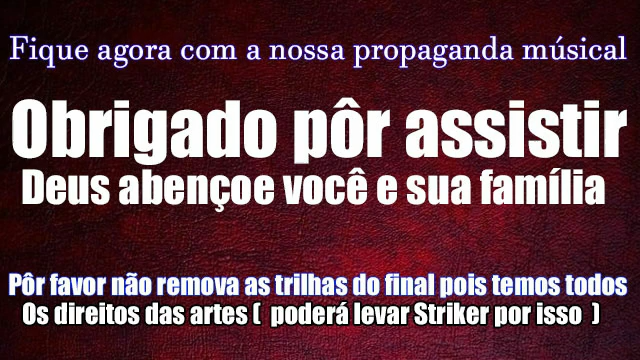 Fique agora com a nossa propaganda músical
Obrigado pôr assistir
Deus abençoe você e sua família
Pôr favor não remova as trilhas do final pois temos todos
Os direitos das artes ( poderá levar Striker por isso )